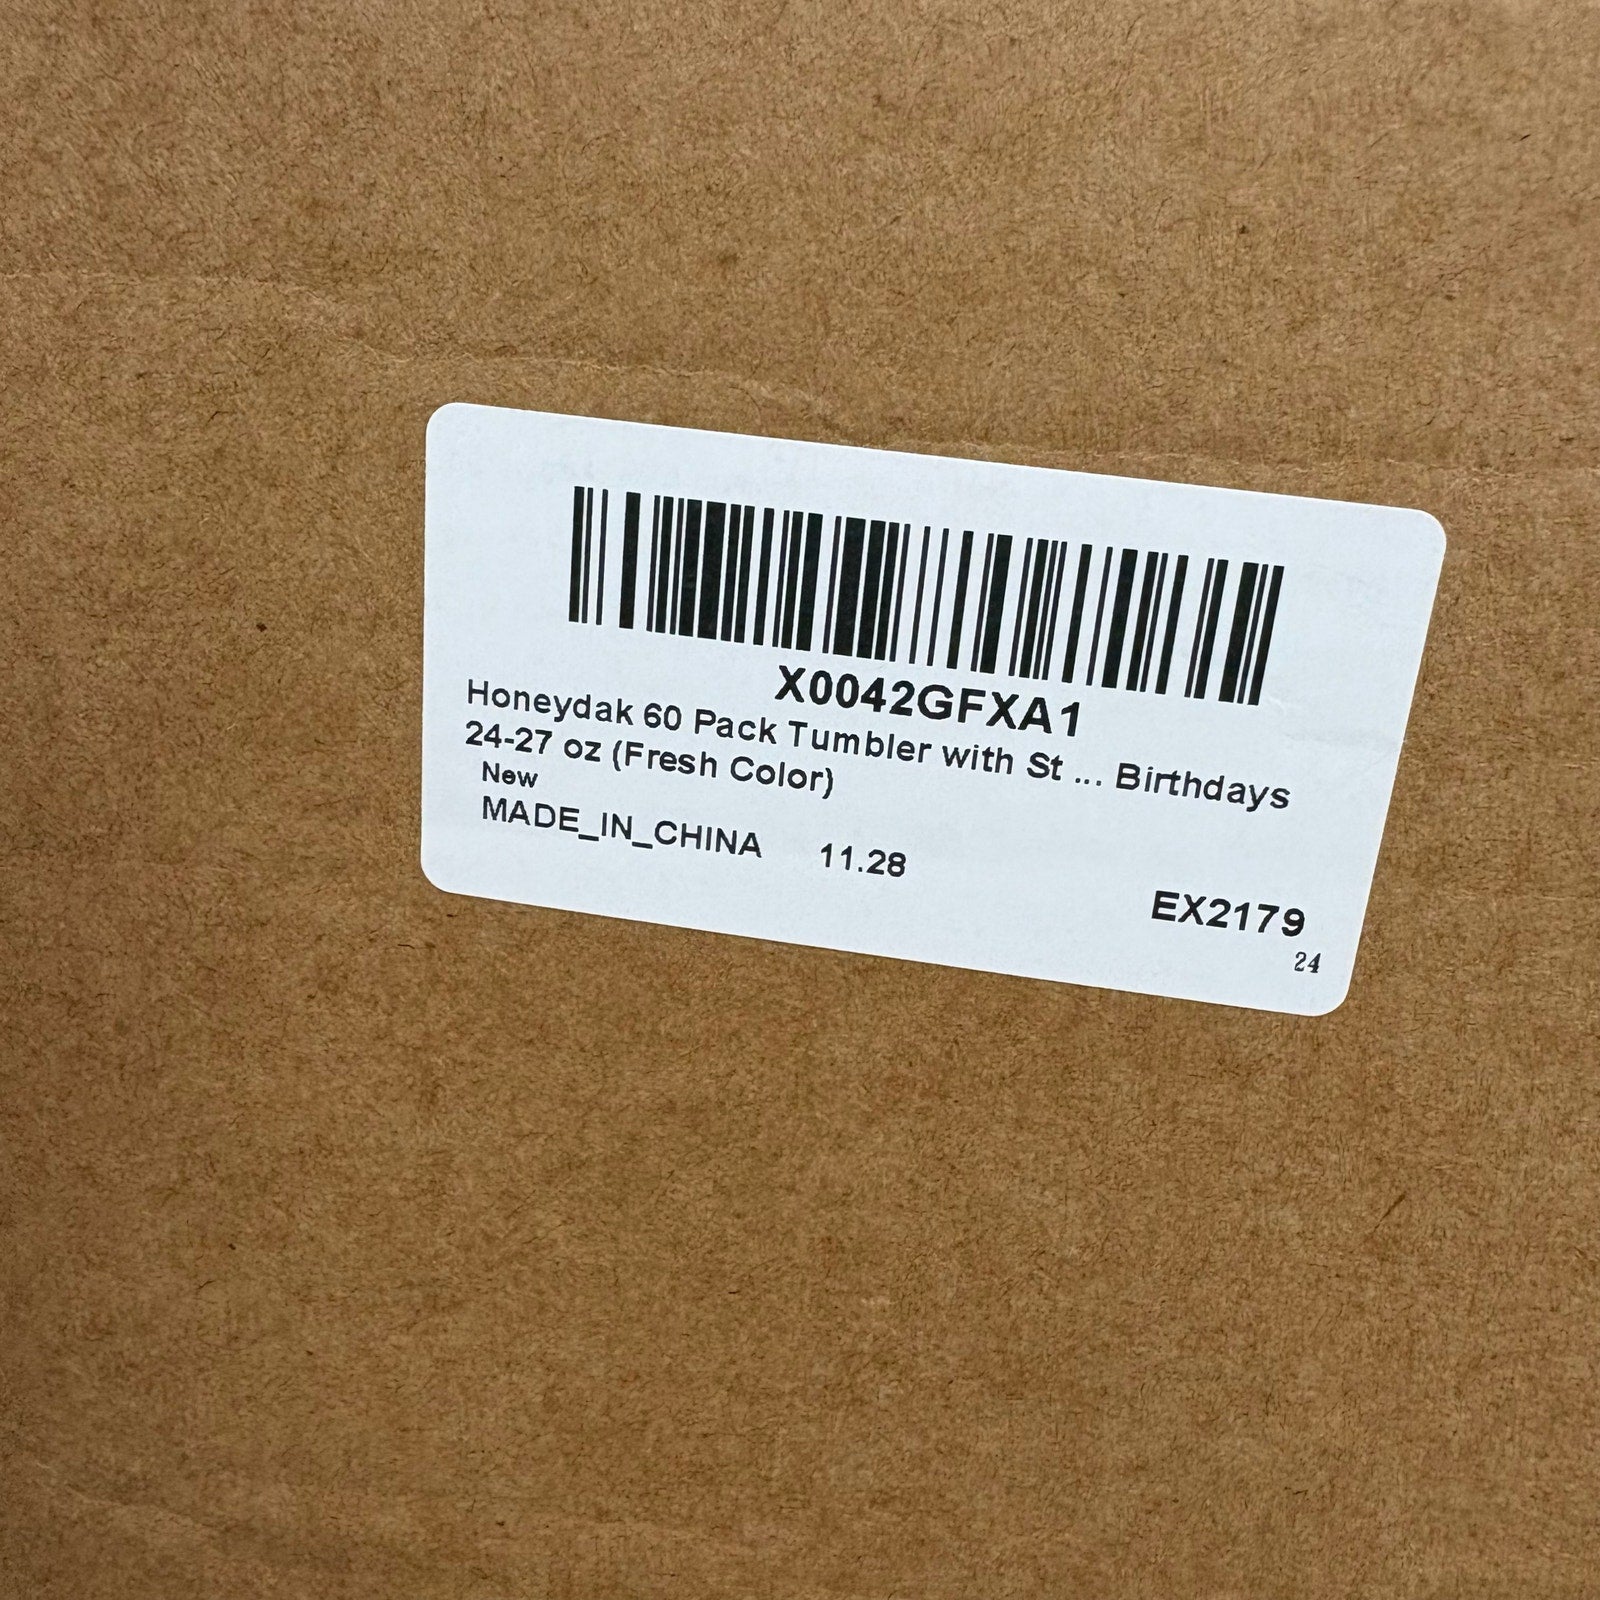 X0042GFXA1
Honeydak 60 Pack Tumbler with St ... Birthdays
24-27 oz (Fresh Color)
New
MADE_IN_CHINA 11.28
EX2179
24